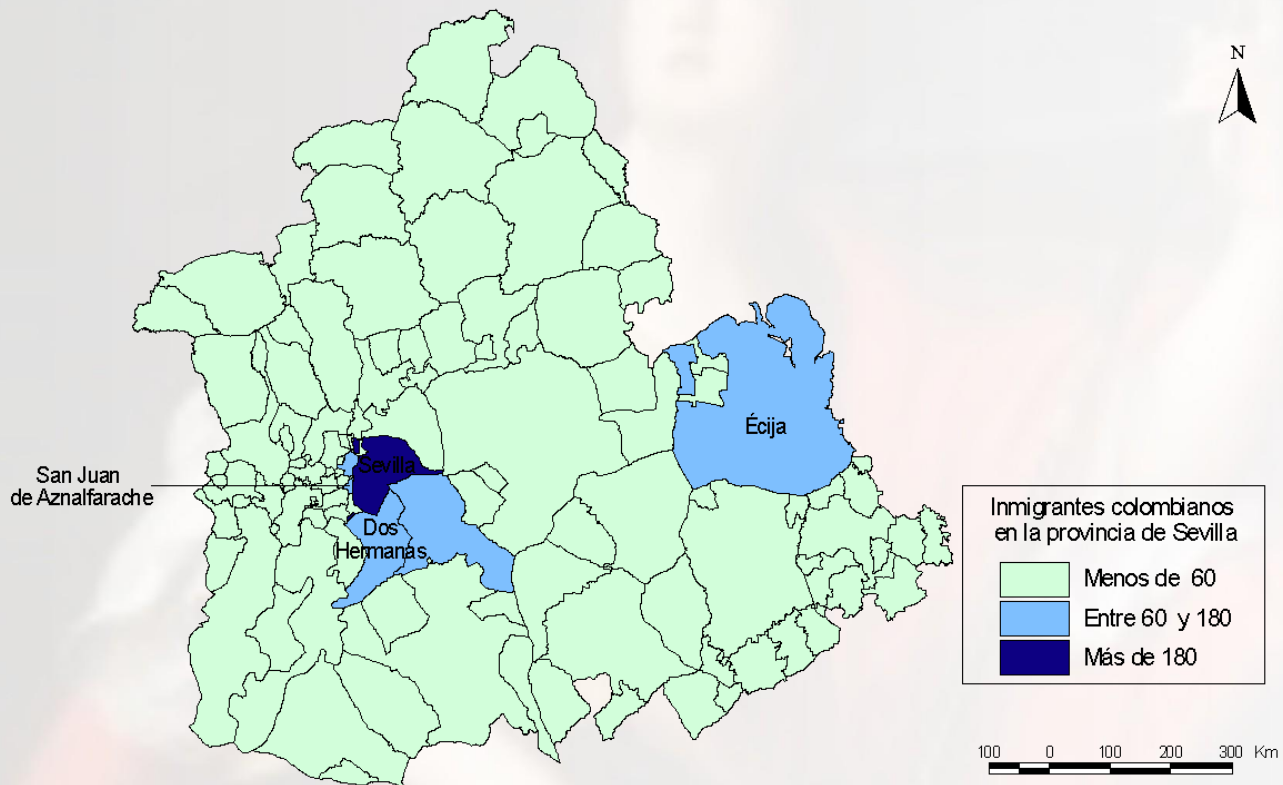 N
Écija
Sevilla
San Juan
de Aznalfarache
Dos
Hermanas
Inmigrantes colombianos
en la provincia de Sevilla
Menos de 60
Entre 60 y 180
Más de 180
100 0 100 200 300 Km